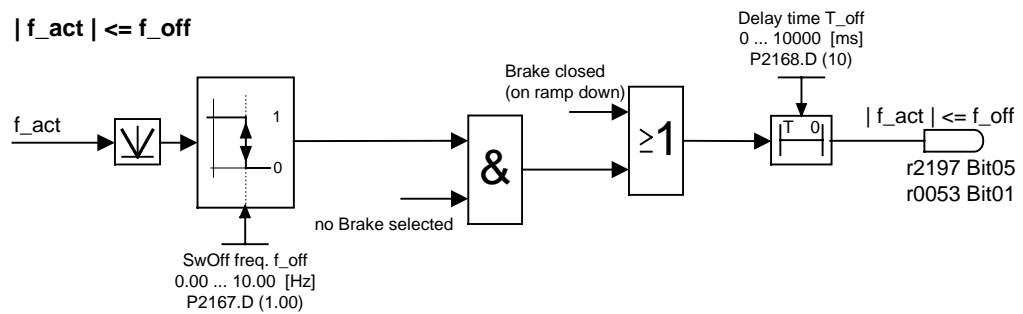 | f_act | <= f_off
Delay time T_off
0 ... 10000 [ms]
P2168.D (10)
Brake closed
(on ramp down)
f_act
1
0
&
≥1
T 0
| f_act | <= f_off
r2197 Bit05
r0053 Bit01
no Brake selected
SwOff freq. f_off
0.00 ... 10.00 [Hz]
P2167.D (1.00)